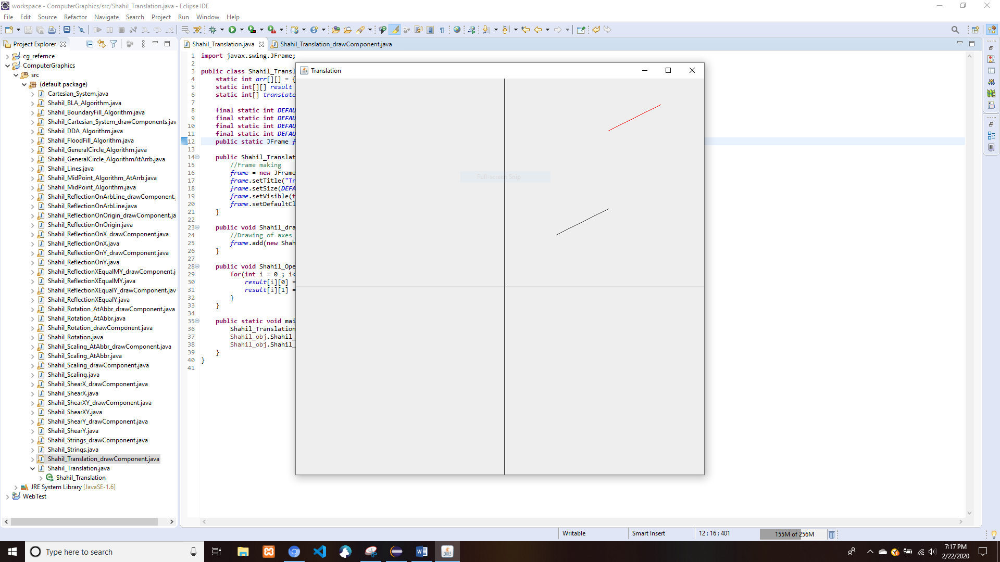 workspace - ComputerGraphics/src/Shahil_Translation.java - Eclipse IDE
File Edit Source Refactor Navigate Search Project Run Window Help
Project Explorer
cg_refernce
ComputerGraphics
src
(default package)
Cartesian_System.java
Shahil_BLA_Algorithm.java
Shahil_BoundaryFill_Algorithm.java
Shahil_Cartesian_System_drawComponents.jav
Shahil_DDA_Algorithm.java
Shahil_FloodFill_Algorithm.java
Shahil_GeneralCircle_Algorithm.java
Shahil_GeneralCircle_AlgorithmAtArrb.java
Shahil_Lines.java
Shahil_MidPoint_Algorithm_AtArrb.java
Shahil_MidPoint_Algorithm.java
Shahil_ReflectionOnArbLine_drawComponent.
Shahil_ReflectionOnArbLine.java
Shahil_ReflectionOnOrigin_drawComponent.ja
Shahil_ReflectionOnOrigin.java
Shahil_ReflectionOnX_drawComponent.java
Shahil_ReflectionOnX.java
Shahil_ReflectionOnY_drawComponent.java
Shahil_ReflectionOnY.java
Shahil_ReflectionXEqualMY_drawComponent.j
Shahil_ReflectionXEqualMY.java
Shahil_ReflectionXEqualY_drawComponent.jav
Shahil_ReflectionXEqualY.java
Shahil_Rotation_AtAbbr_drawComponent.java
Shahil_Rotation_AtAbbr.java
Shahil_Rotation_drawComponent.java
Shahil_Rotation.java
Shahil_Scaling_AtAbbr_drawComponent.java
Shahil_Scaling_AtAbbr.java
Shahil_Scaling_drawComponent.java
Shahil_Scaling.java
Shahil_ShearX_drawComponent.java
Shahil_ShearX.java
Shahil_ShearXY_drawComponent.java
Shahil_ShearXY.java
Shahil_ShearY_drawComponent.java
Shahil_ShearY.java
Shahil_Strings_drawComponent.java
Shahil_Strings.java
Shahil_Translation_drawComponent.java
Shahil_Translation.java
Shahil_Translation
JRE System Library [JavaSE-1.6]
WebTest
Shahil_Translation.java Shahil_Translation_drawComponent.java
1 import javax.swing.JFrame;
2
3 public class Shahil_Transl
4 static int arr[][] = {
5 static int[][] result
6 static int[] translate
7
8 final static int DEFAU
9 final static int DEFAU
10 final static int DEFAU
11 final static int DEFAU
12 public static JFrame f
13
14 public Shahil_Translat
15 //Frame making
16 frame = new JFrame
17 frame.setTitle("Tr
18 frame.setSize(DEFA
19 frame.setVisible(t
20 frame.setDefaultCl
21 }
22
23 public void Shahil_dra
24 //Drawing of axes
25 frame.add(new Shah
26 }
27
28 public void Shahil_Ope
29 for(int i = 0 ; i<
30 result[i][0] =
31 result[i][1] =
32 }
33 }
34
35 public static void mai
36 Shahil_Translation
37 Shahil_obj.Shahil_
38 Shahil_obj.Shahil_
39 }
40 }
41
Translation
Full-screen Snip
Writable Smart Insert 12 : 16 : 401 155M of 256M
Type here to search
7:17 PM
2/22/2020